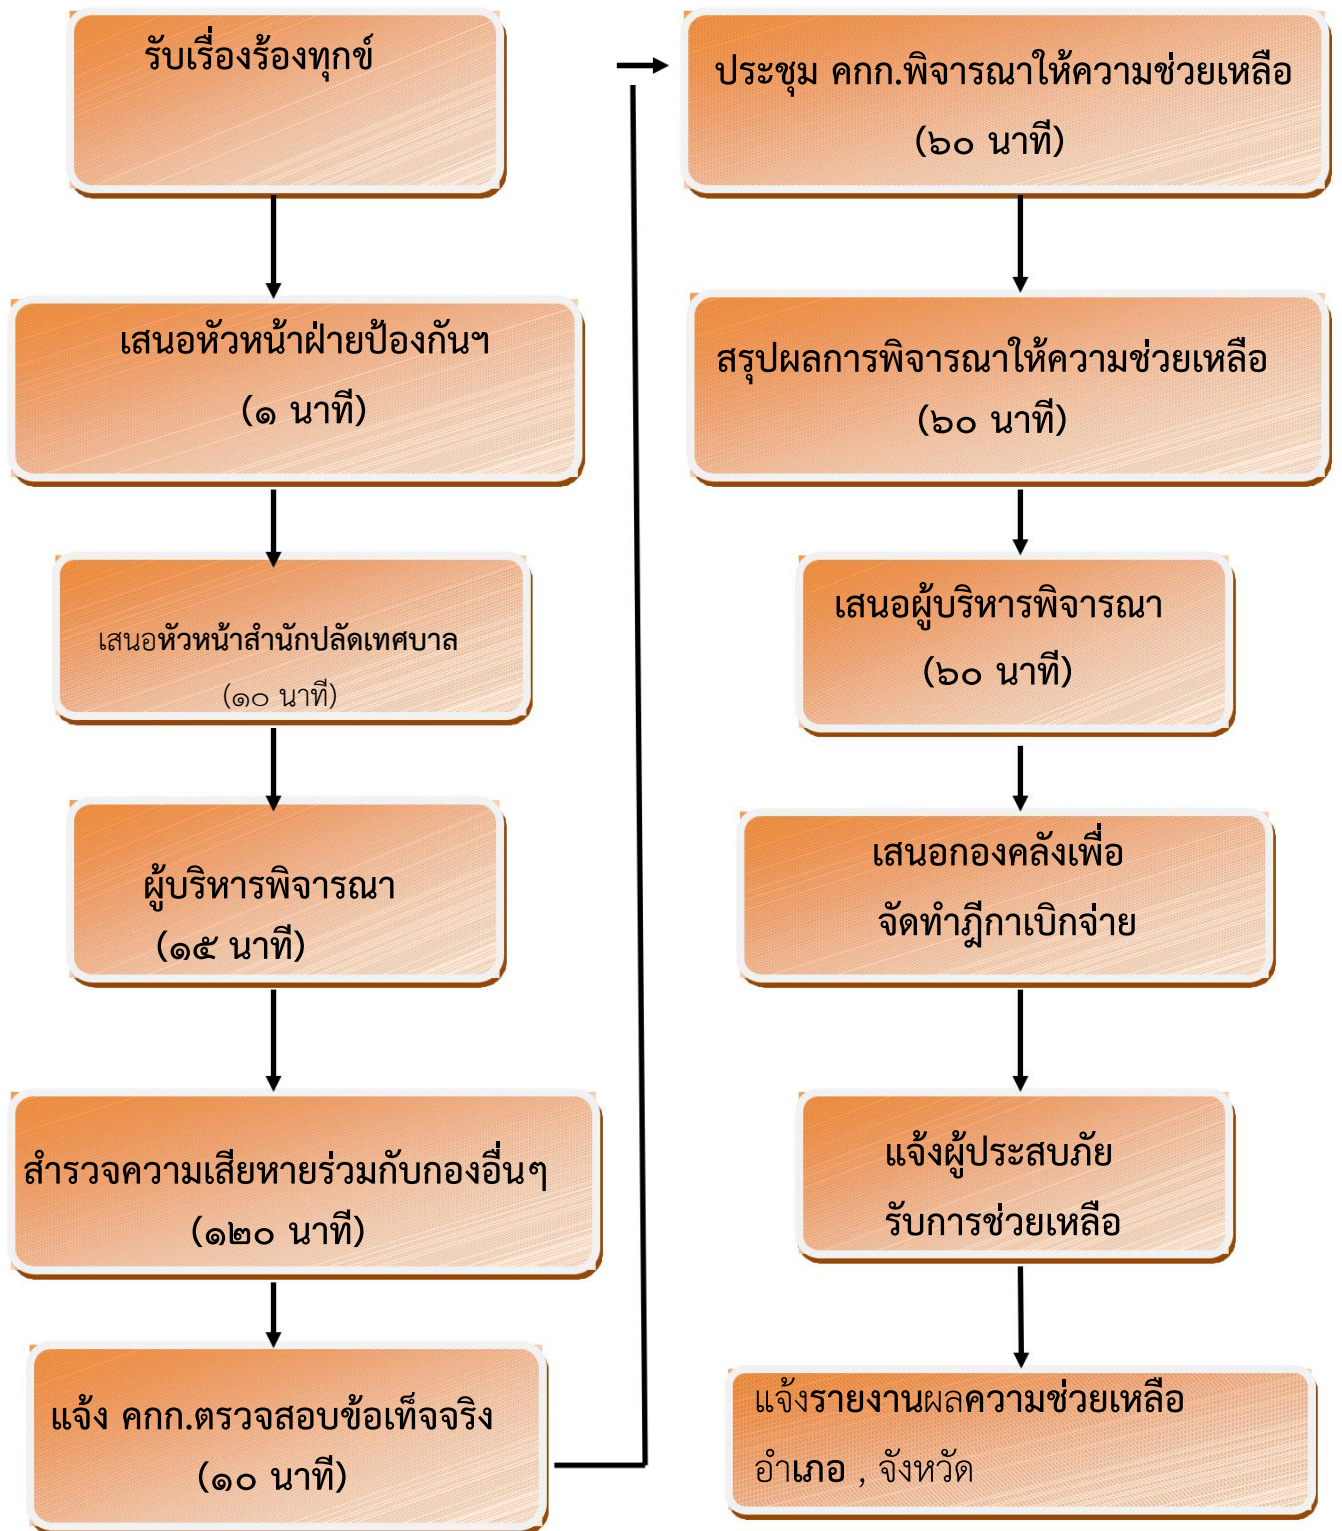 รับเรื่องร้องทุกข์
เสนอหัวหน้าฝ่ายป้องกันฯ
(๑ นาที)
เสนอหัวหน้าสำนักปลัดเทศบาล
(๑๐ นาที)
ผู้บริหารพิจารณา
(๑๕ นาที)
สำรวจความเสียหายร่วมกับกองอื่นๆ
(๑๒๐ นาที)
แจ้ง คกก.ตรวจสอบข้อเท็จจริง
(๑๐ นาที)
ประชุม คกก.พิจารณาให้ความช่วยเหลือ
(๖๐ นาที)
สรุปผลการพิจารณาให้ความช่วยเหลือ
(๖๐ นาที)
เสนอผู้บริหารพิจารณา
(๖๐ นาที)
เสนอกองคลังเพื่อ
จัดทำฎีกาเบิกจ่าย
แจ้งผู้ประสบภัย
รับการช่วยเหลือ
แจ้งรายงานผลความช่วยเหลือ
อำเภอ , จังหวัด